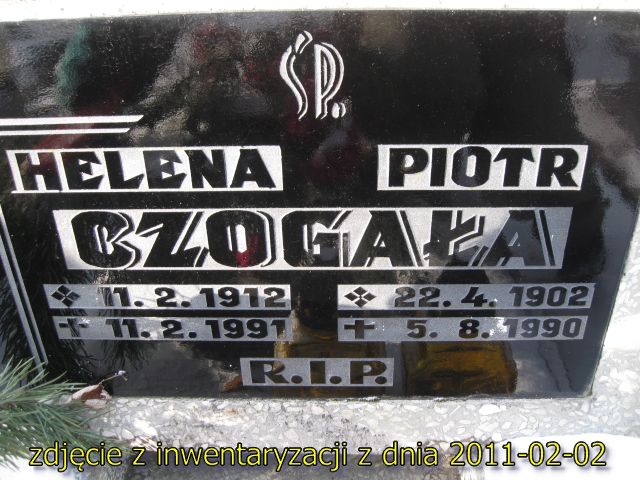 ŚP.
HELENA PIOTR
CZOGAŁA
11. 2. 1912 22. 4. 1902
11. 2. 1991 5. 8. 1990
R.I.P.
zdjęcie z inwentaryzacji z dnia 2011-02-02